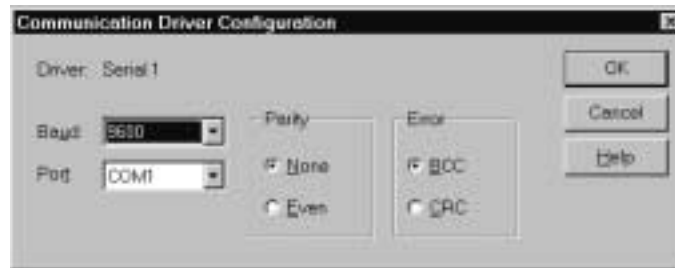 Communication Driver Configuration
Driver: Serial 1
Baud: 9600
Port: COM1
Parity
None
Even
Error
BCC
CRC
OK
Cancel
Help